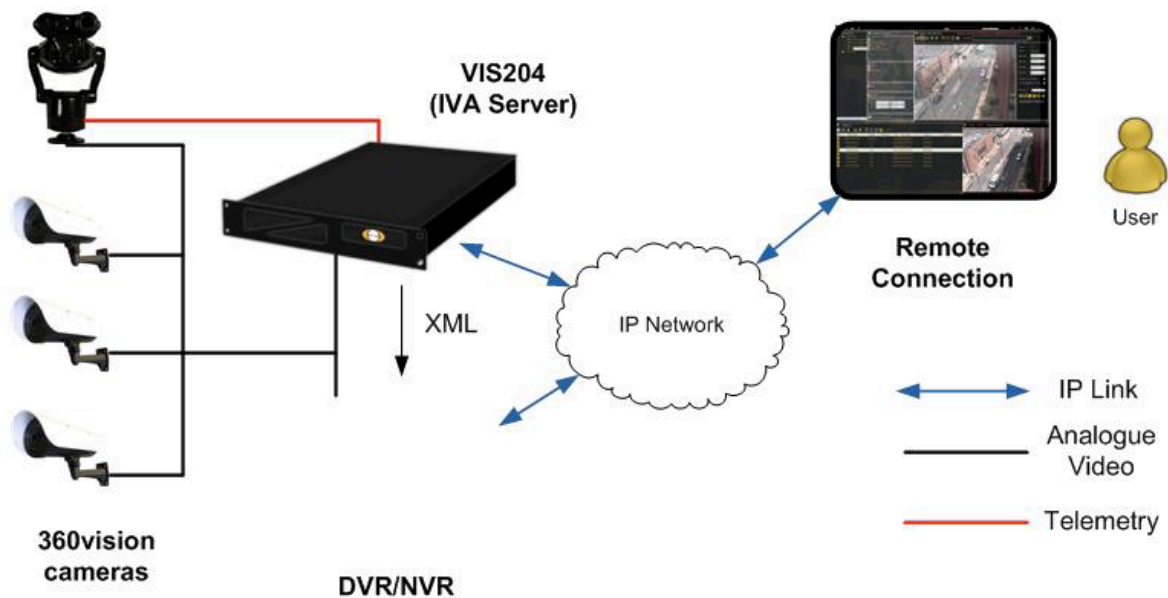 VIS204
(IVA Server)
XML
IP Network
Remote
Connection
User
IP Link
Analogue
Video
Telemetry
360vision
cameras
DVR/NVR